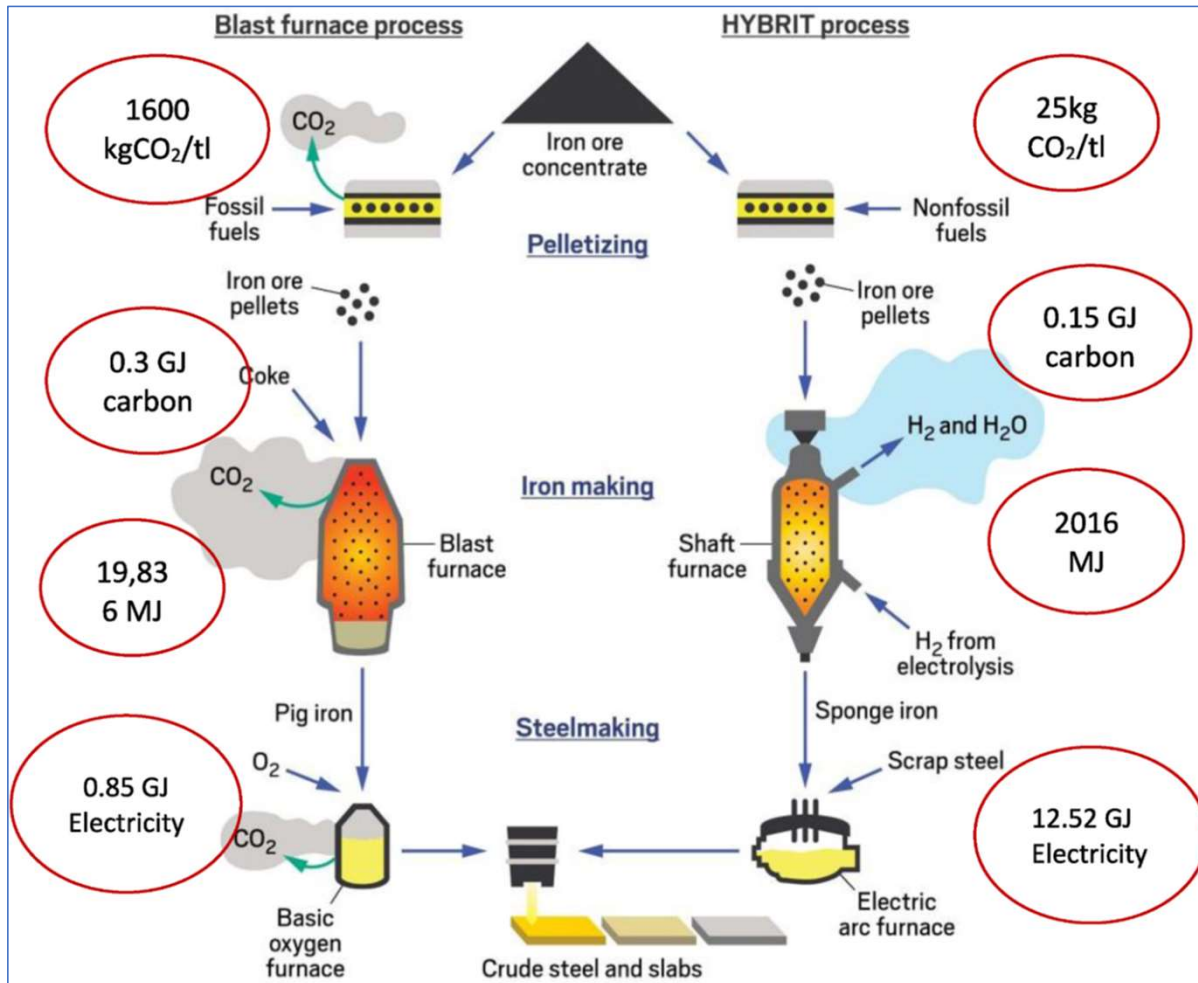 Blast furnace process
HYBRIT process
1600
kgCO₂/tl
CO₂
Iron ore
concentrate
25kg
CO₂/tl
Fossil
fuels
Nonfossil
fuels
Pelletizing
Iron ore
pellets
Iron ore
pellets
0.3 GJ
carbon
Coke
0.15 GJ
carbon
H₂ and H₂O
CO₂
Iron making
Blast
furnace
Shaft
furnace
19,83
6 MJ
2016
MJ
H₂ from
electrolysis
Pig iron
Sponge iron
Steelmaking
O₂
Scrap steel
0.85 GJ
Electricity
CO₂
12.52 GJ
Electricity
Basic
oxygen
furnace
Electric
arc furnace
Crude steel and slabs